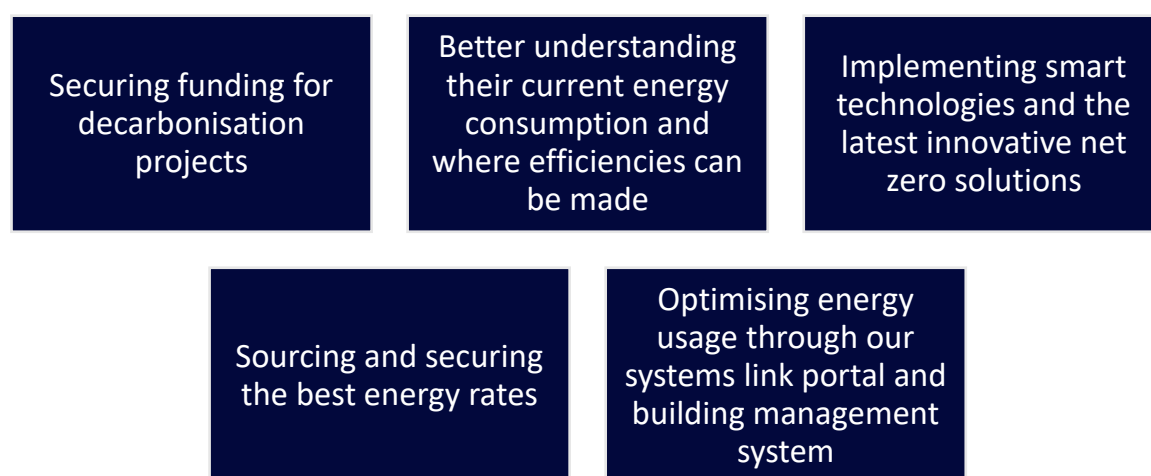 Securing funding for
decarbonisation
projects
Better understanding
their current energy
consumption and
where efficiencies can
be made
Implementing smart
technologies and the
latest innovative net
zero solutions
Sourcing and securing
the best energy rates
Optimising energy
usage through our
systems link portal and
building management
system